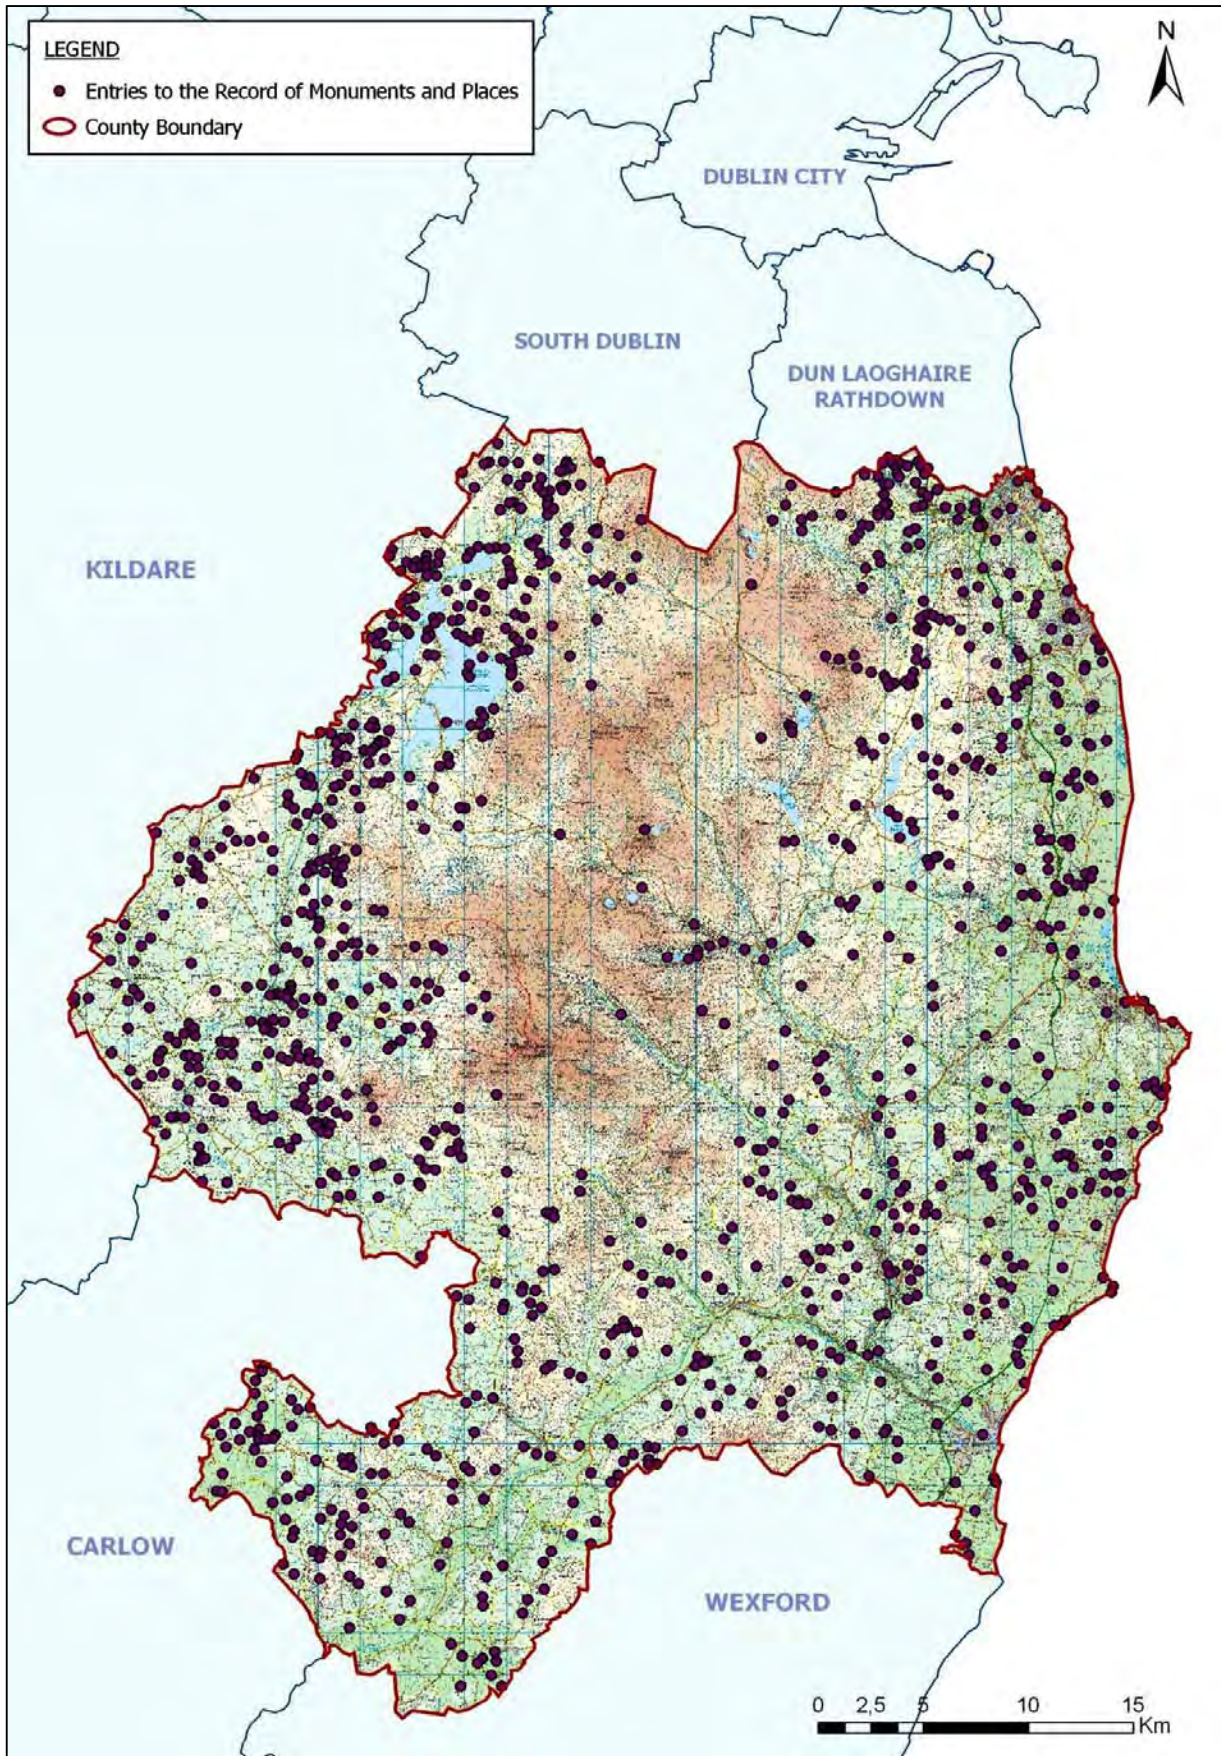 LEGEND
Entries to the Record of Monuments and Places
County Boundary
N
DUBLIN CITY
SOUTH DUBLIN
DUN LAOGHAIRE
RATHDOWN
KILDARE
CARLOW
WEXFORD
0 2,5 5 10 15
Km